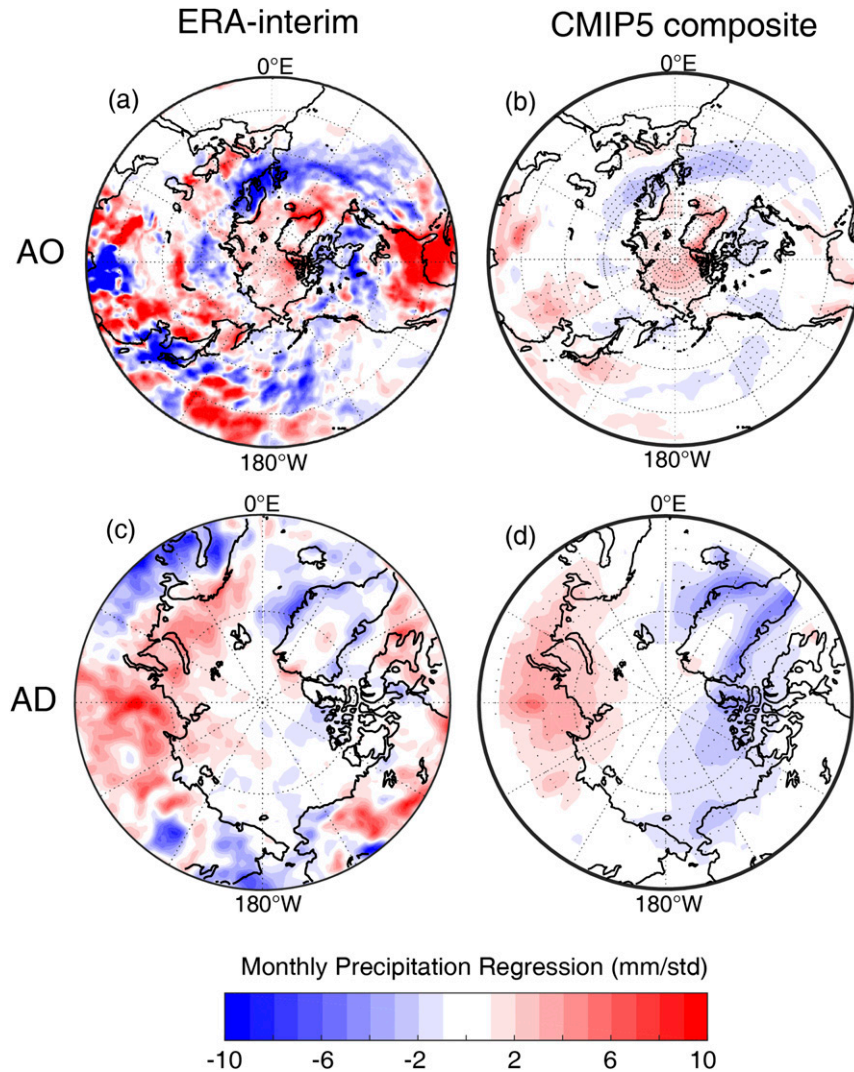 ERA-interim CMIP5 composite
0°E 0°E
(a) (b)
AO
180°W 180°W
0°E 0°E
(c) (d)
AD
180°W 180°W
Monthly Precipitation Regression (mm/std)
-10 -6 -2 2 6 10